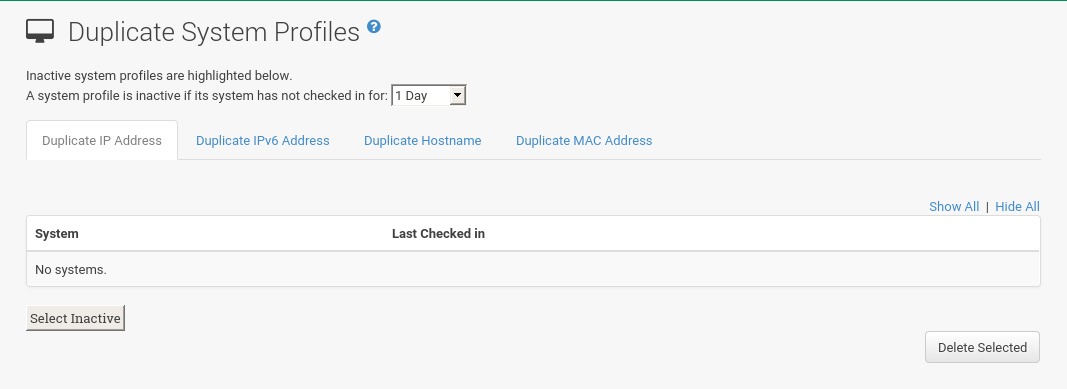 Duplicate System Profiles ?
Inactive system profiles are highlighted below.
A system profile is inactive if its system has not checked in for: 1 Day
Duplicate IP Address Duplicate IPv6 Address Duplicate Hostname Duplicate MAC Address
Show All | Hide All
System Last Checked in
No systems.
Select Inactive
Delete Selected